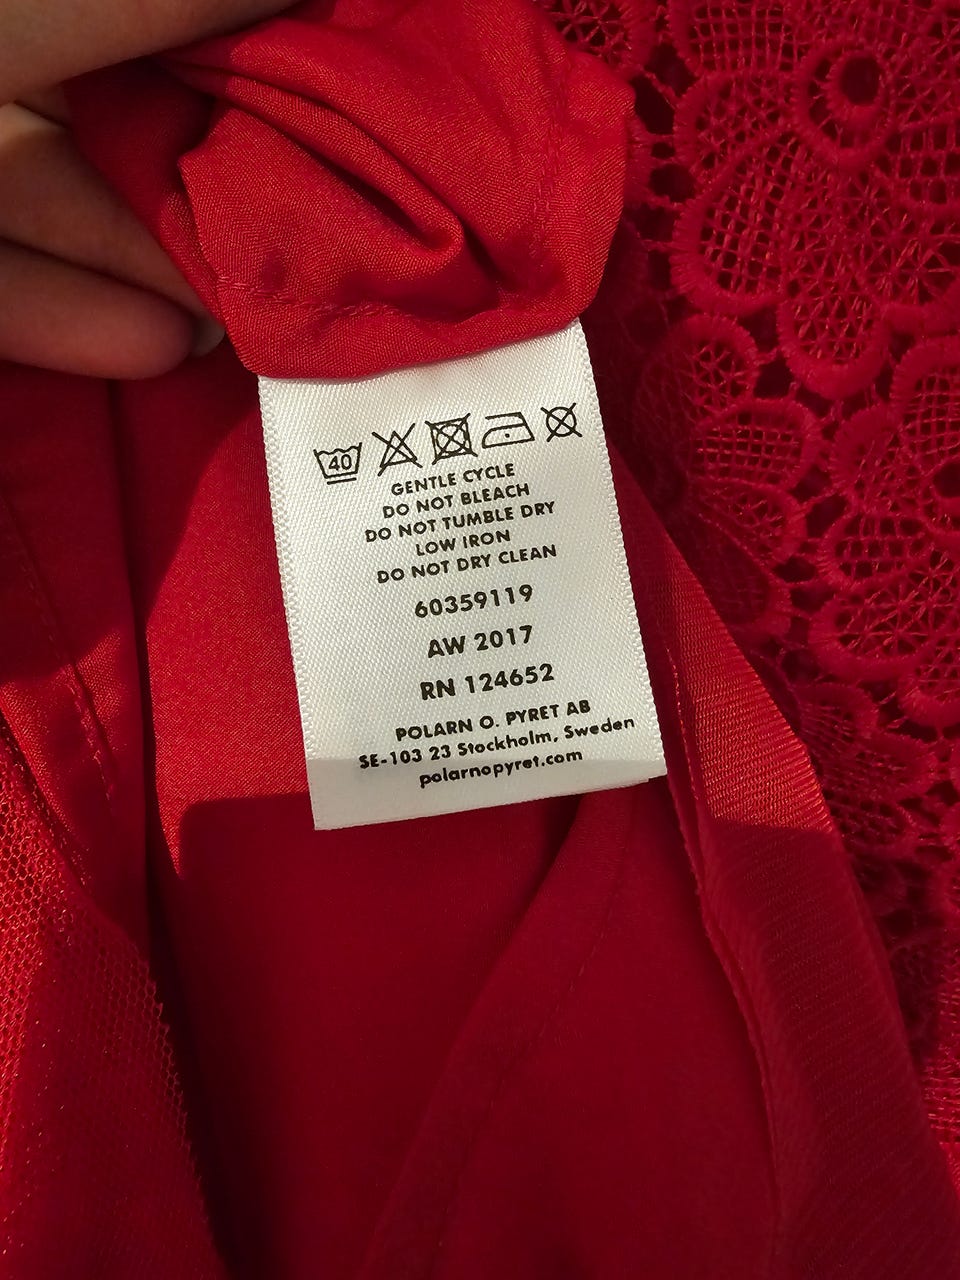 40
GENTLE CYCLE
DO NOT BLEACH
DO NOT TUMBLE DRY
LOW IRON
DO NOT DRY CLEAN
60359119
AW 2017
RN 124652
POLARN O. PYRET AB
SE-103 23 Stockholm, Sweden
polarnopyret.com